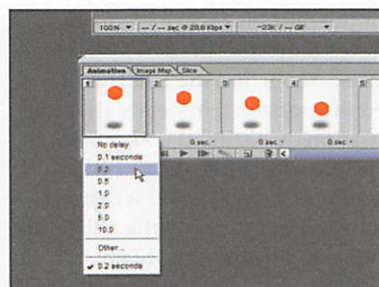 100% -- / -- sec @ 28,8 Kbps ~23K / -- GIF
Animation Image Map Slice
1 2 3 4 5
0 sec. 0 sec. 0 sec.
No delay
0.1 seconds
0.2
0.5
1.0
2.0
5.0
10.0
Other...
✔ 0.2 seconds